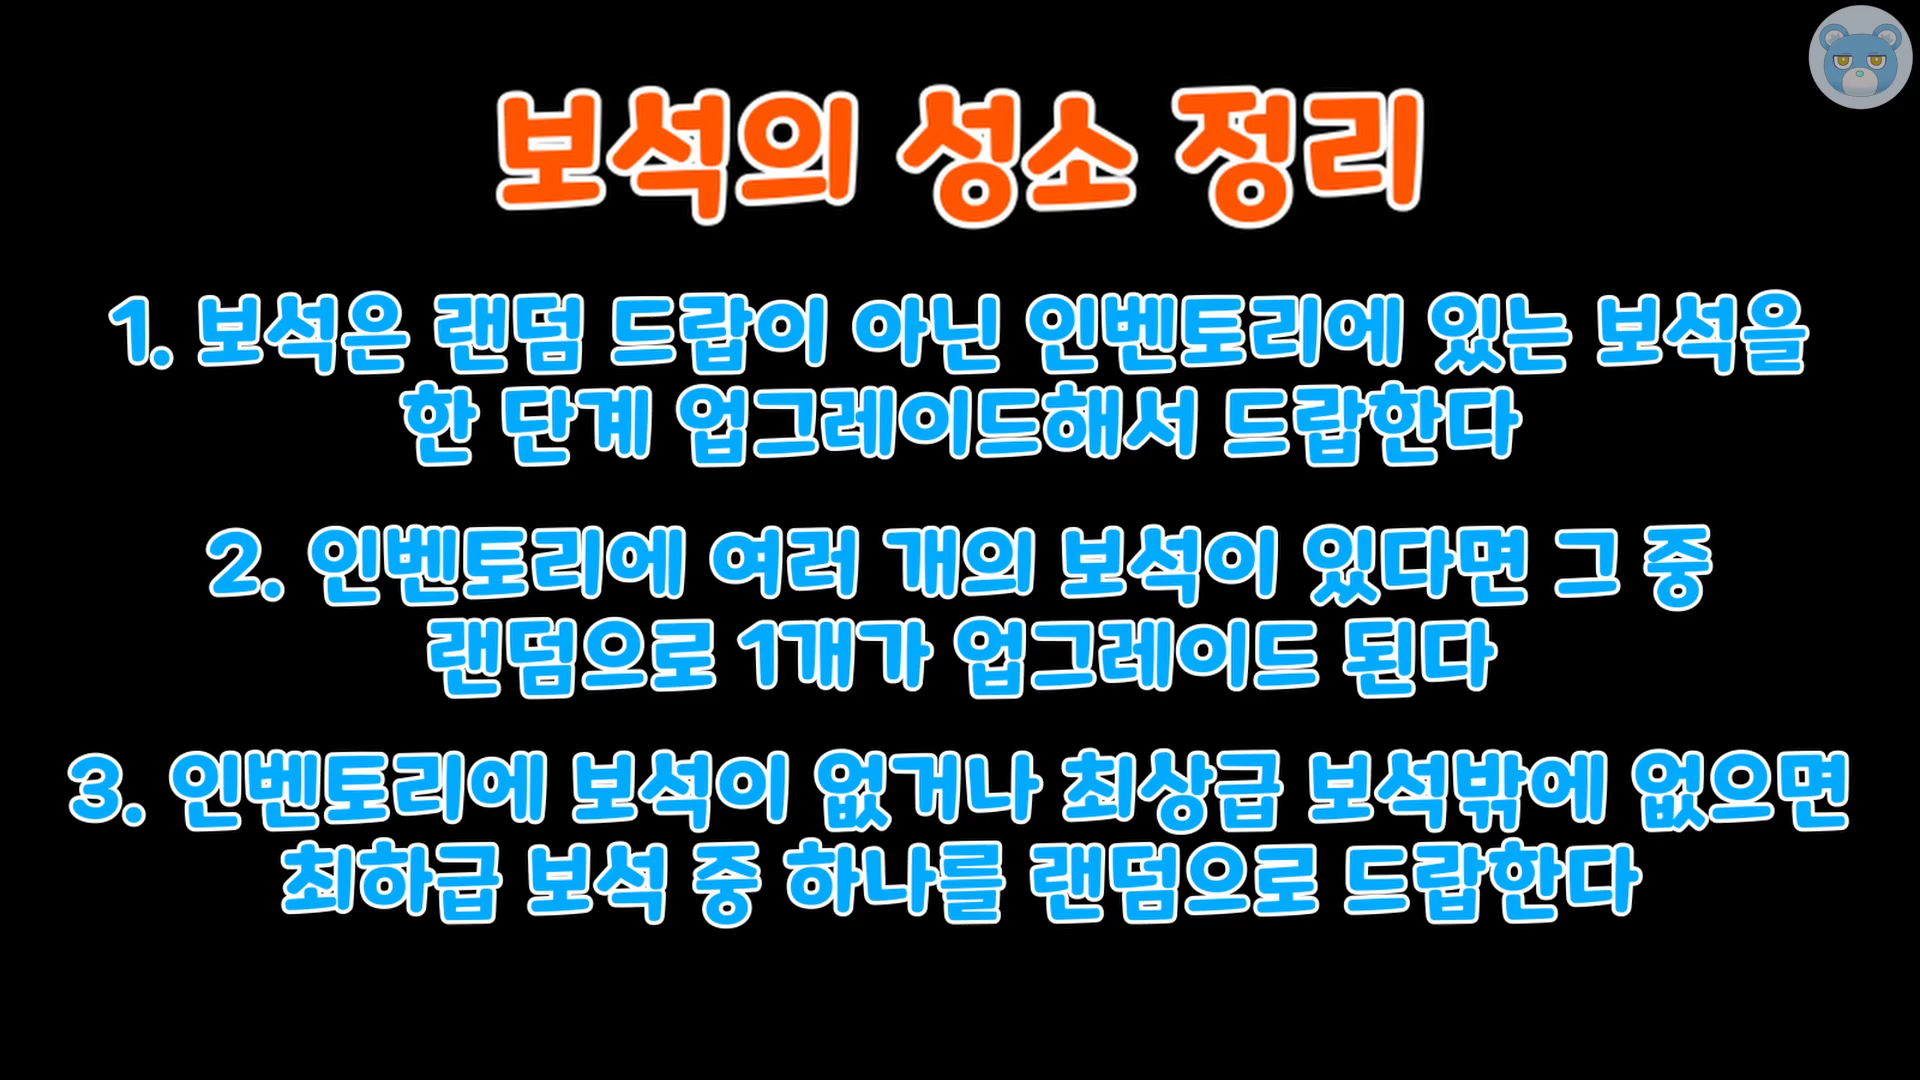 보석의 성소 정리
1. 보석은 랜덤 드랍이 아닌 인벤토리에 있는 보석을
한 단계 업그레이드해서 드랍한다
2. 인벤토리에 여러 개의 보석이 있다면 그 중
랜덤으로 1개가 업그레이드 된다
3. 인벤토리에 보석이 없거나 최상급 보석밖에 없으면
최하급 보석 중 하나를 랜덤으로 드랍한다